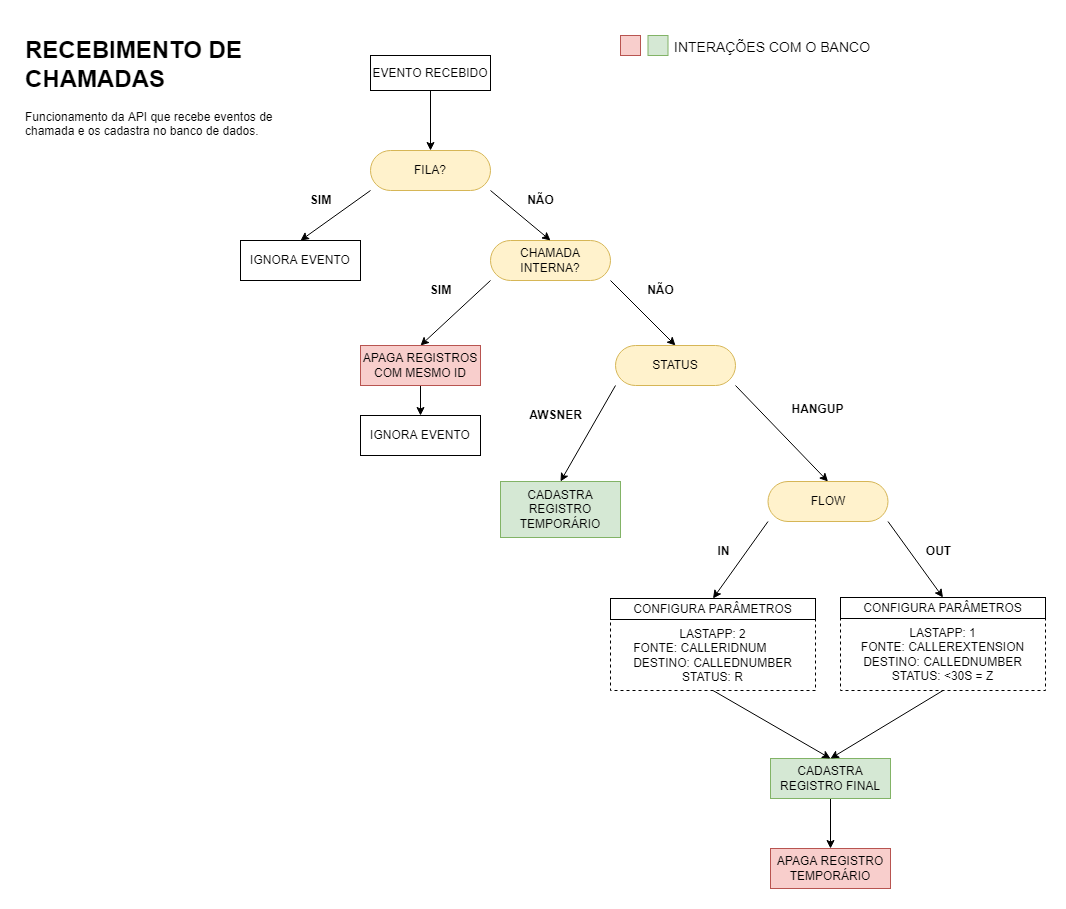 RECEBIMENTO DE
CHAMADAS
Funcionamento da API que recebe eventos de
chamada e os cadastra no banco de dados.
INTERAÇÕES COM O BANCO
EVENTO RECEBIDO
FILA?
SIM
NÃO
IGNORA EVENTO
CHAMADA
INTERNA?
SIM
NÃO
APAGA REGISTROS
COM MESMO ID
IGNORA EVENTO
STATUS
AWSNER
HANGUP
CADASTRA
REGISTRO
TEMPORÁRIO
FLOW
IN
OUT
CONFIGURA PARÂMETROS
LASTAPP: 2
FONTE: CALLERIDNUM
DESTINO: CALLEDNUMBER
STATUS: R
CONFIGURA PARÂMETROS
LASTAPP: 1
FONTE: CALLEREXTENSION
DESTINO: CALLEDNUMBER
STATUS: <30S = Z
CADASTRA
REGISTRO FINAL
APAGA REGISTRO
TEMPORÁRIO